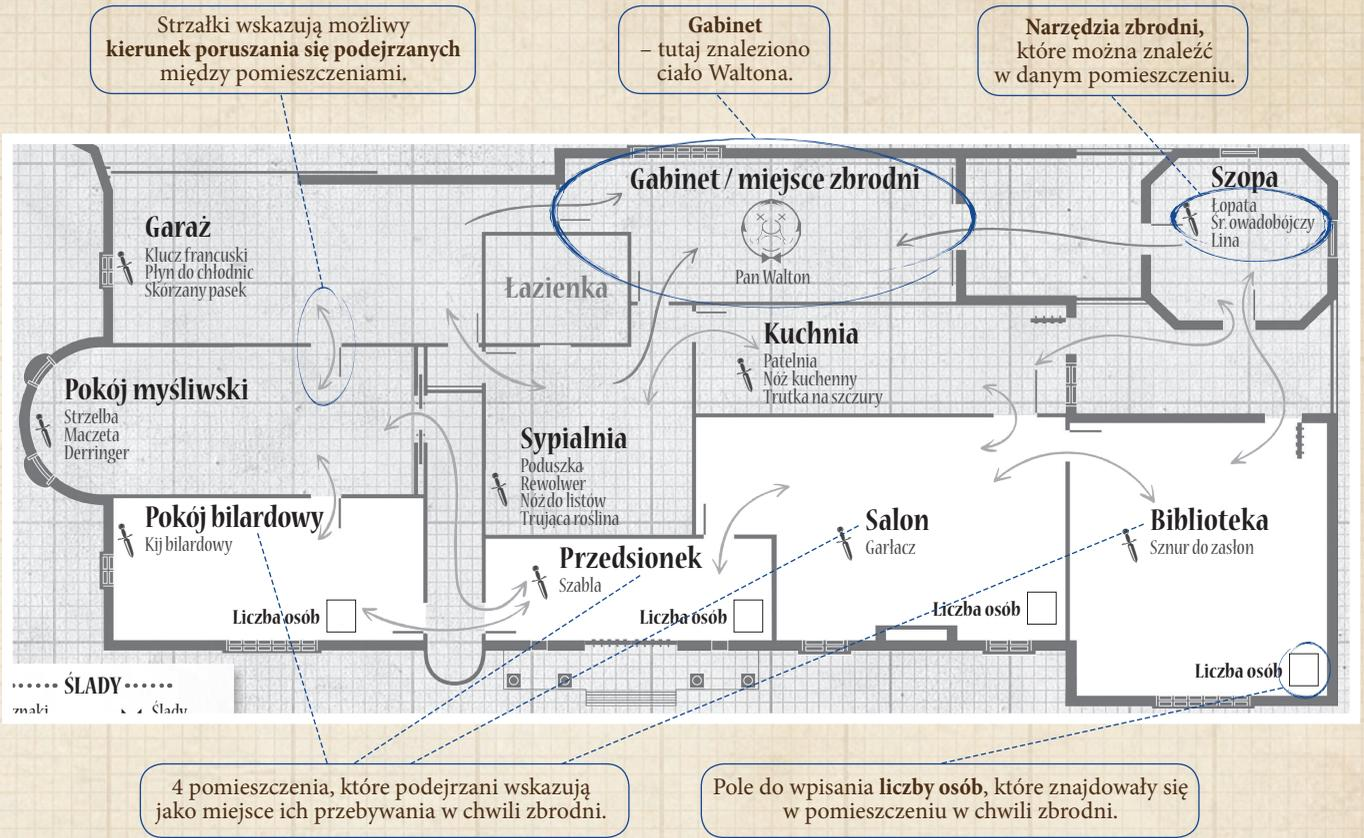 Strzałki wskazują możliwy
kierunek poruszania się podejrzanych
między pomieszczeniami.
Gabinet
– tutaj znaleziono
ciało Waltona.
Narzędzia zbrodni,
które można znaleźć
w danym pomieszczeniu.
Garaż
Klucz francuski
Płyn do chłodnic
Skórzany pasek
Gabinet / miejsce zbrodni
Pan Walton
Szopa
Łopata
Śr. owadobójczy
Lina
Łazienka
Kuchnia
Patelnia
Nóż kuchenny
Trutka na szczury
Pokój myśliwski
Strzelba
Maczeta
Derringer
Sypialnia
Poduszka
Rewolwer
Nóż do listów
Trująca roślina
Pokój bilardowy
Kij bilardowy
Liczba osób
Przedsionek
Szabla
Liczba osób
Salon
Garłacz
Liczba osób
Biblioteka
Sznur do zasłon
Liczba osób
ŚLADY
znaki Ślady
4 pomieszczenia, które podejrzani wskazują
jako miejsce ich przebywania w chwili zbrodni.
Pole do wpisania liczby osób, które znajdowały się
w pomieszczeniu w chwili zbrodni.